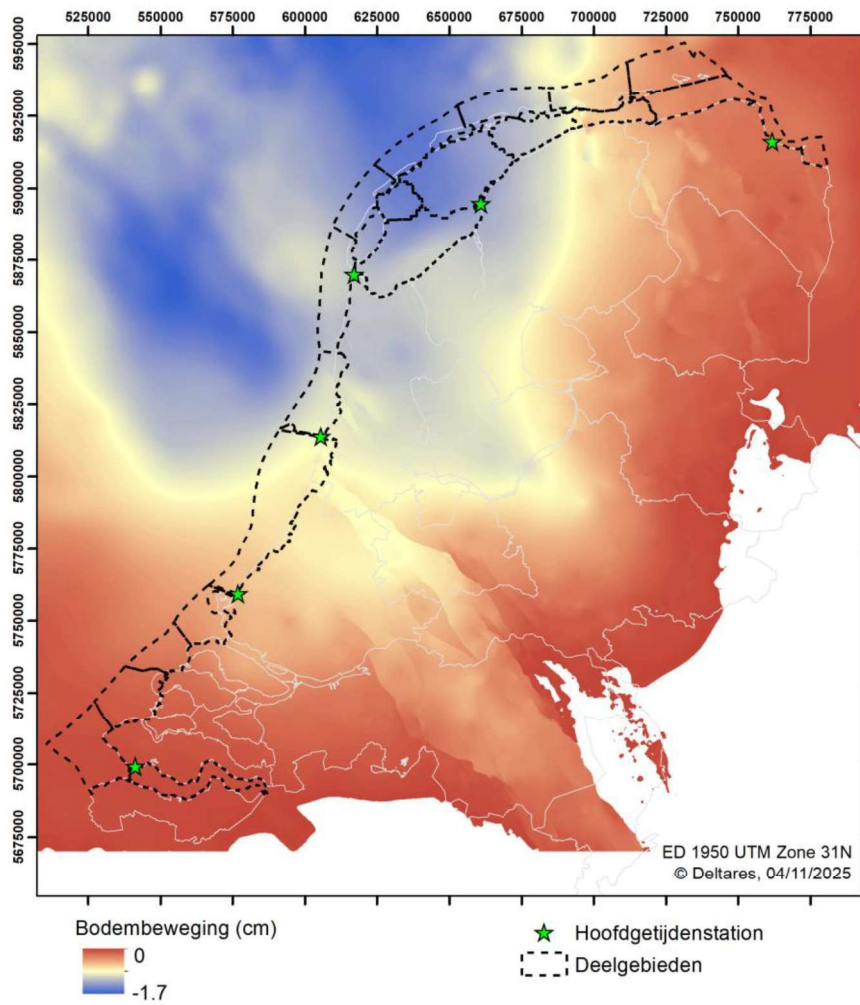 525000 550000 575000 600000 625000 650000 675000 700000 725000 750000 775000
5950000
5925000
5900000
5875000
5850000
5825000
5800000
5775000
5750000
5725000
5700000
5675000
ED 1950 UTM Zone 31N
© Deltares, 04/11/2025
Bodembeweging (cm)
0
-1.7
Hoofdgetijdenstation
Deelgebieden